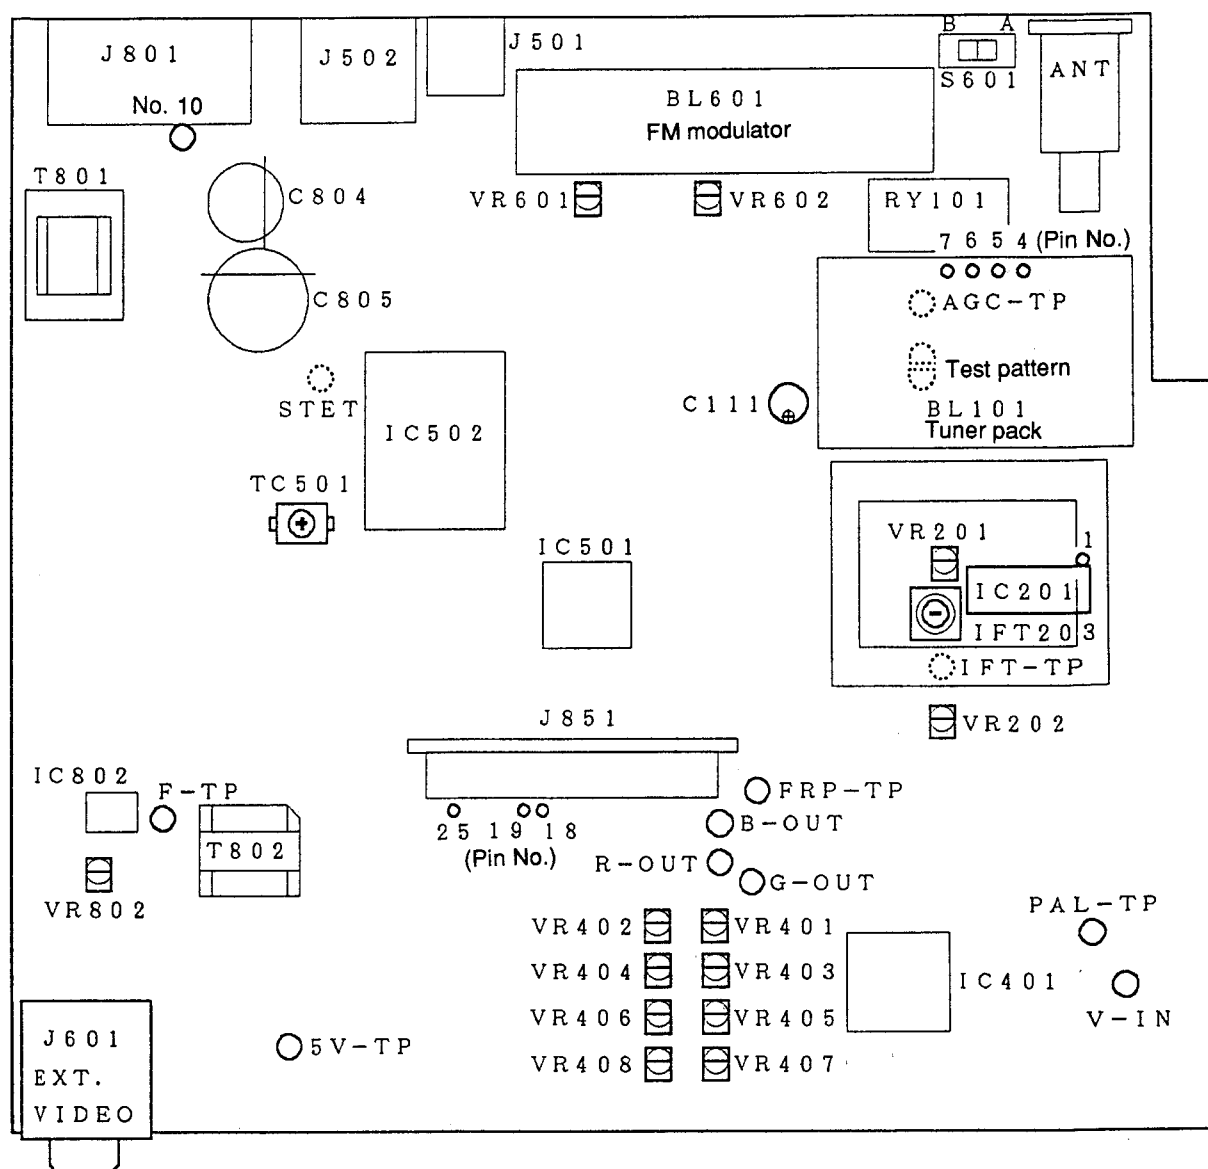 B A
J801
J502
J501
S601
ANT
No. 10
BL601
FM modulator
T801
C804
VR601
VR602
RY101
7 6 5 4 (Pin No.)
C805
AGC-TP
STET
Test pattern
C111
BL101
Tuner pack
IC502
TC501
VR201
1
IC501
IC201
IFT203
IFT-TP
J851
VR202
IC802
F-TP
FRP-TP
25 19 18
(Pin No.)
B-OUT
T802
R-OUT
G-OUT
VR802
PAL-TP
VR402
VR401
VR404
VR403
IC401
VR406
VR405
V-IN
J601
EXT.
VIDEO
5V-TP
VR408
VR407